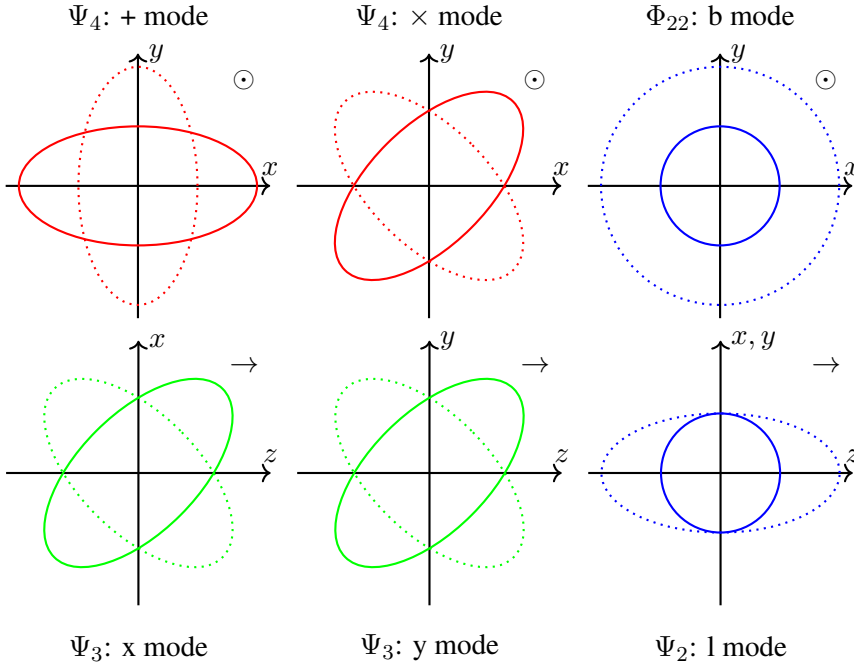 Ψ₄: + mode
Ψ₄: × mode
Φ₂₂: b mode
y
⊙
x
y
⊙
x
y
⊙
x
x
→
z
y
→
z
x, y
→
z
Ψ₃: x mode
Ψ₃: y mode
Ψ₂: l mode